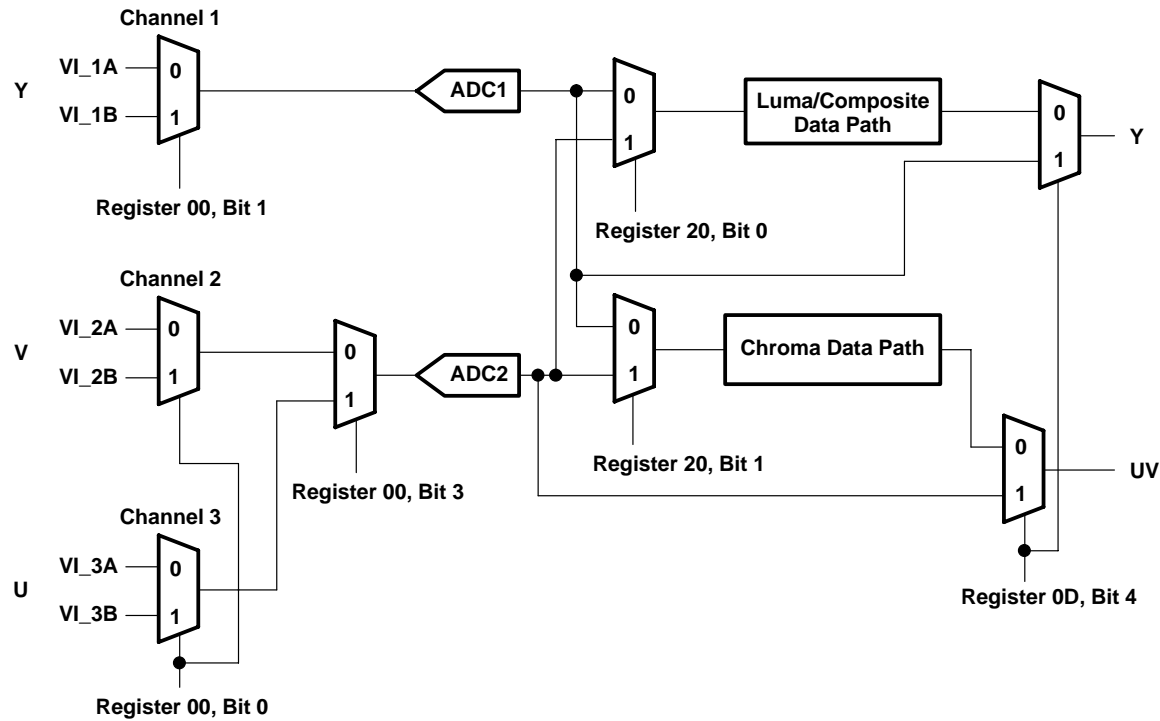 Channel 1
VI_1A
0
Y
VI_1B
1
ADC1
0
1
Luma/Composite
Data Path
0
1
Y
Register 00, Bit 1
Register 20, Bit 0
Channel 2
VI_2A
0
V
VI_2B
1
0
1
ADC2
0
1
Chroma Data Path
Register 00, Bit 3
Register 20, Bit 1
0
1
UV
Channel 3
VI_3A
0
U
VI_3B
1
Register 0D, Bit 4
Register 00, Bit 0